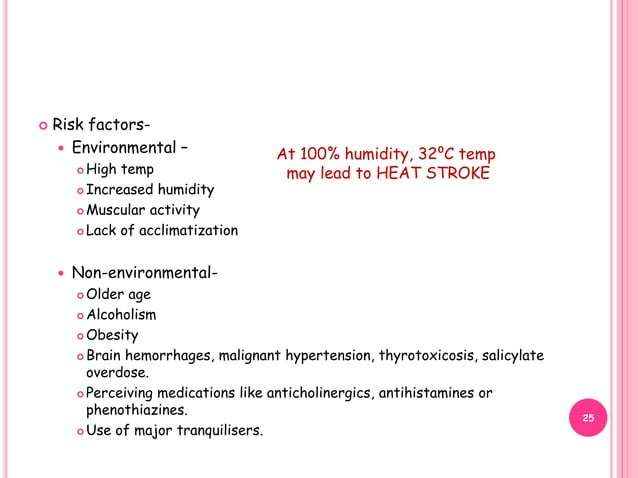 Risk factors-
Environmental –
At 100% humidity, 32⁰C temp
may lead to HEAT STROKE
High temp
Increased humidity
Muscular activity
Lack of acclimatization
Non-environmental-
Older age
Alcoholism
Obesity
Brain hemorrhages, malignant hypertension, thyrotoxicosis, salicylate
overdose.
Perceiving medications like anticholinergics, antihistamines or
phenothiazines.
Use of major tranquilisers.
25